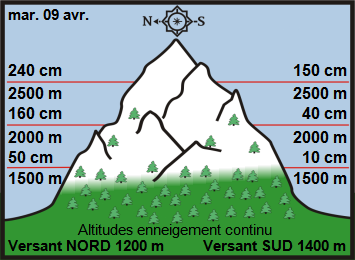 mar. 09 avr.
N S
240 cm 150 cm
2500 m 2500 m
160 cm 40 cm
2000 m 2000 m
50 cm 10 cm
1500 m 1500 m
Altitudes enneigement continu
Versant NORD 1200 m Versant SUD 1400 m